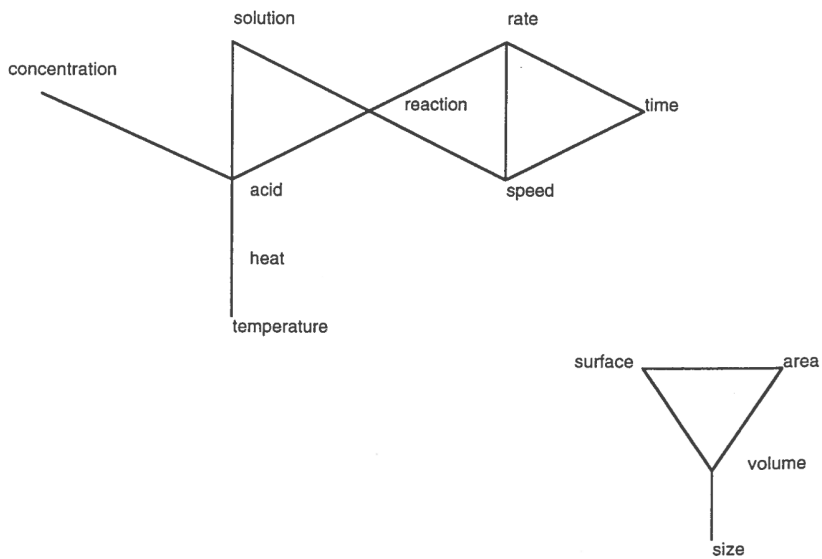 solution
rate
concentration
reaction
time
acid
speed
heat
temperature
surface
area
volume
size